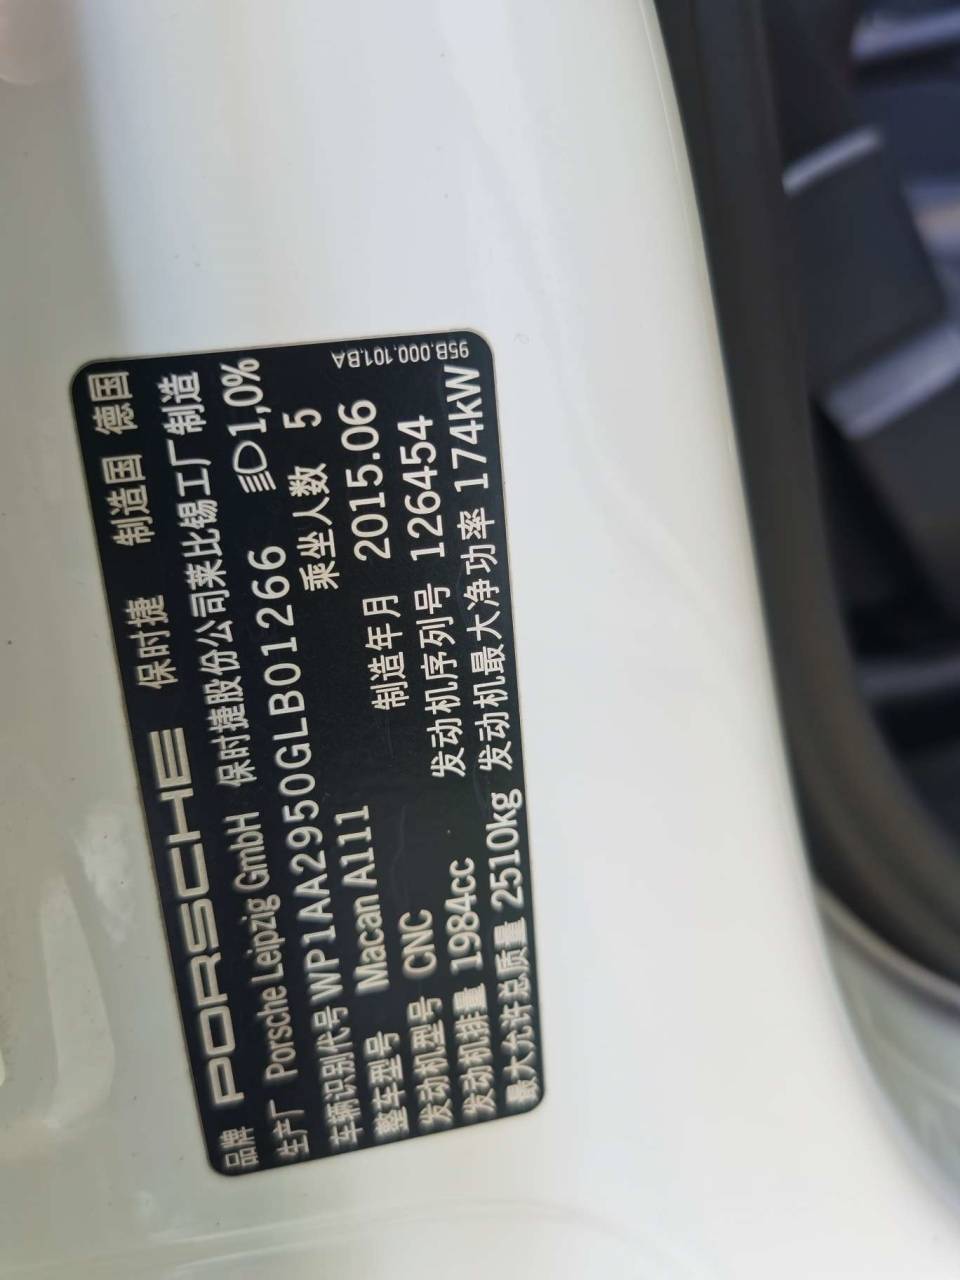 品牌 PORSCHE 保时捷 制造国 德国
生产厂 Porsche Leipzig GmbH 保时捷股份公司莱比锡工厂制造
车辆识别代号 WP1AA2950GLB01266 1,0%
整车型号 Macan A111 乘坐人数 5
发动机型号 CNC 制造年月 2015.06
发动机排量 1984cc 发动机序列号 126454
最大允许总质量 2510kg 发动机最大净功率 174kW
95B.000.101.BA